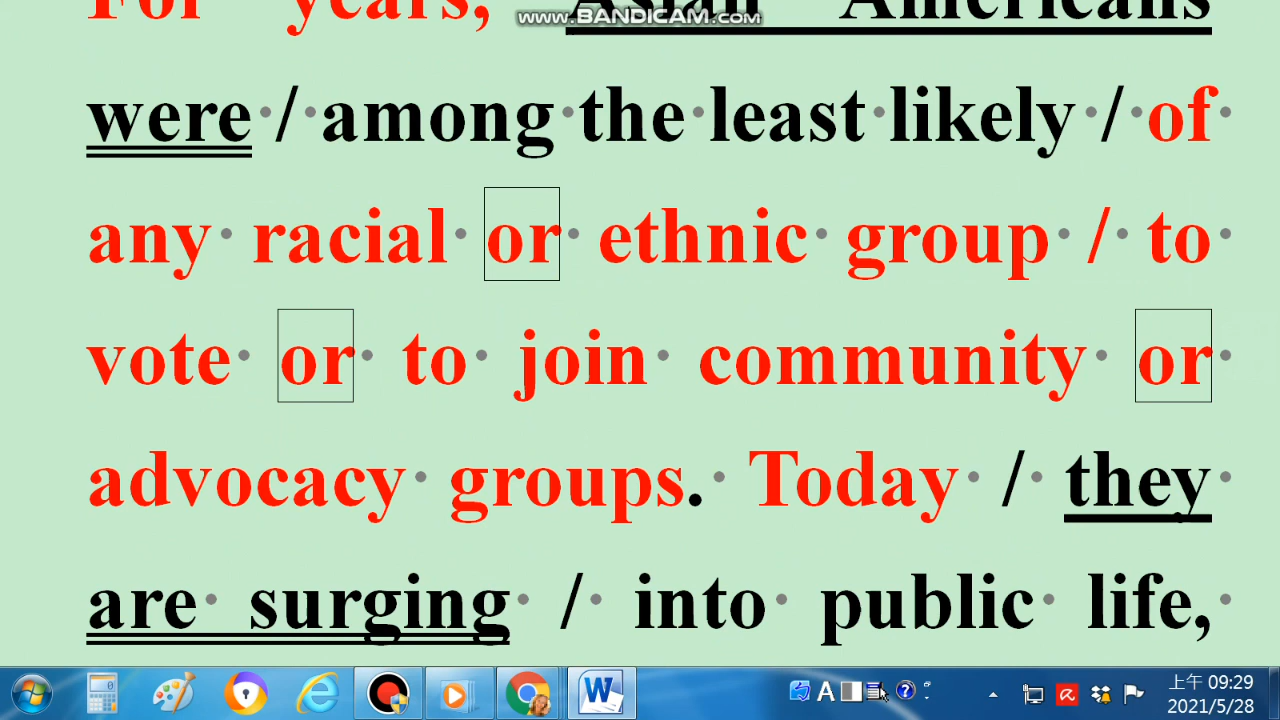 www.BANDICAM.com
For years, Asian Americans
were / among the least likely / of
any racial or ethnic group / to
vote or to join community or
advocacy groups. Today / they
are surging / into public life,
上午 09:29
2021/5/28